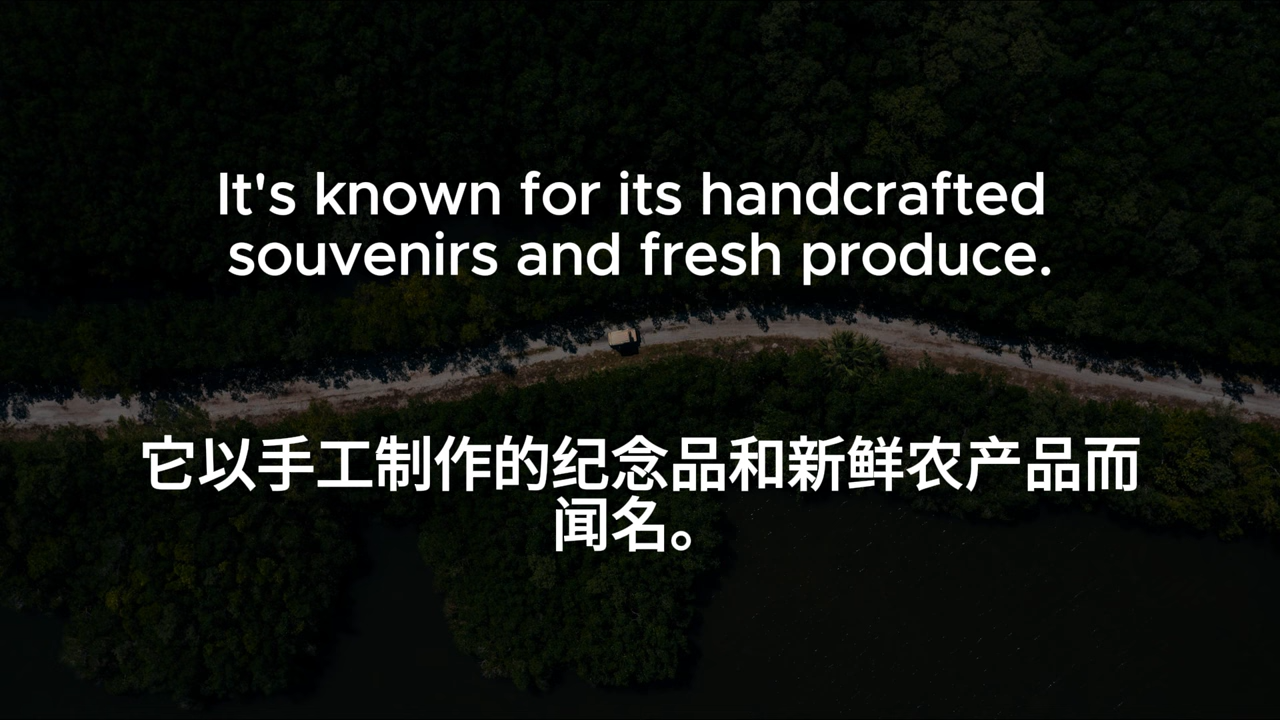 It's known for its handcrafted
souvenirs and fresh produce.
它以手工制作的纪念品和新鲜农产品而
闻名。